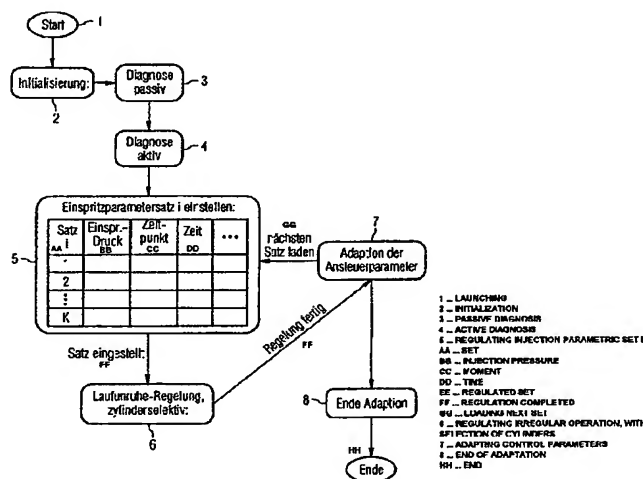 Start
1
Initialisierung:
2
Diagnose
passiv
3
Diagnose
aktiv
4
Einspritzparametersatz i einstellen:
5
Satz
i
AA
Einspr.-
Druck
BB
Zeit-
punkt
CC
Zeit
DD
•••
2
K
Satz eingestellt
FF
Laufunruhe-Regelung,
zylinderselektiv:
6
Regelung fertig
FF
GG
nächsten
Satz laden
7
Adaption der
Ansteuerparameter
8
Ende Adaption
HH
Ende
1 ... LAUNCHING
2 ... INITIALIZATION
3 ... PASSIVE DIAGNOSIS
4 ... ACTIVE DIAGNOSIS
5 ... REGULATING INJECTION PARAMETRIC SET I
AA ... SET
BB ... INJECTION PRESSURE
CC ... MOMENT
DD ... TIME
EE ... REGULATED SET
FF ... REGULATION COMPLETED
GG ... LOADING NEXT SET
6 ... REGULATING IRREGULAR OPERATION, WITH
SELECTION OF CYLINDERS
7 ... ADAPTING CONTROL PARAMETERS
8 ... END OF ADAPTATION
HH ... END